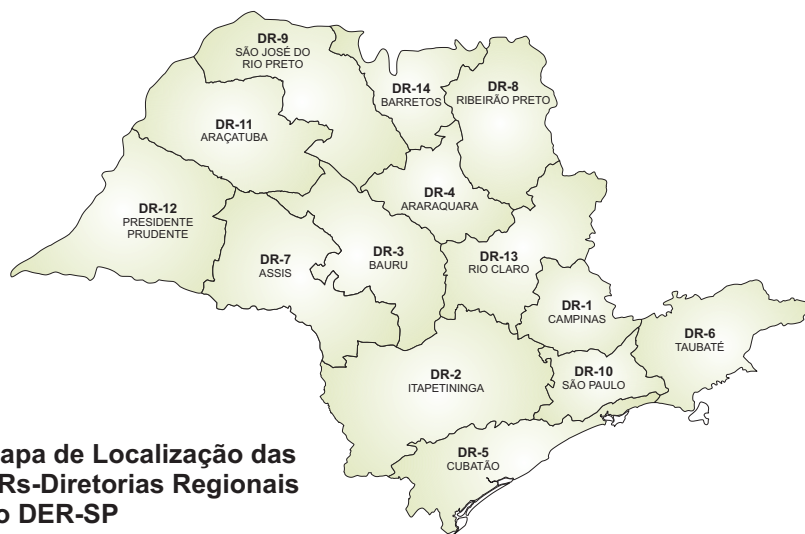 DR-9
SÃO JOSÉ DO
RIO PRETO
DR-14
BARRETOS
DR-8
RIBEIRÃO PRETO
DR-11
ARAÇATUBA
DR-4
ARARAQUARA
DR-12
PRESIDENTE
PRUDENTE
DR-7
ASSIS
DR-3
BAURU
DR-13
RIO CLARO
DR-1
CAMPINAS
DR-6
TAUBATÉ
DR-2
ITAPETININGA
DR-10
SÃO PAULO
DR-5
CUBATÃO
apa de Localização das
Rs-Diretorias Regionais
o DER-SP